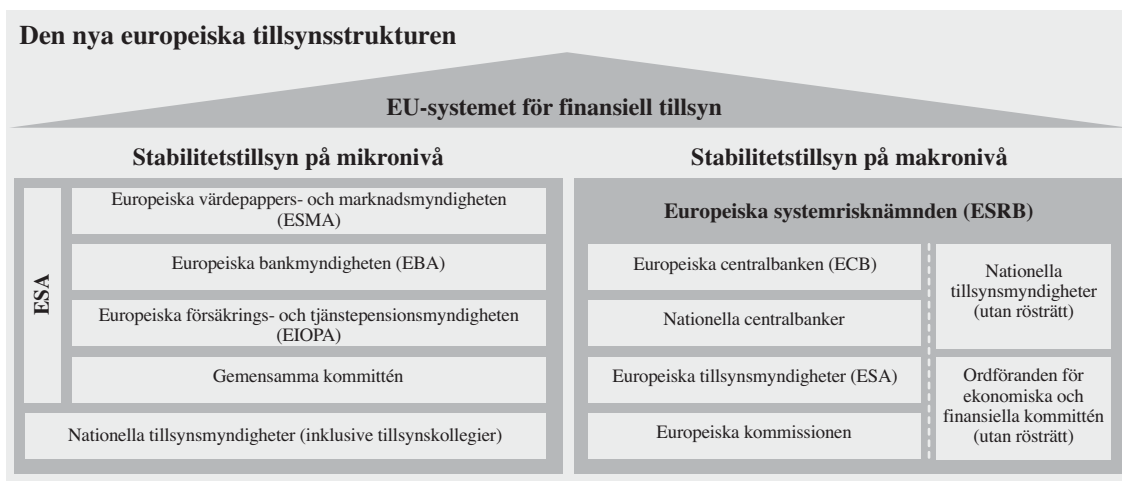 Den nya europeiska tillsynsstrukturen
EU-systemet för finansiell tillsyn
Stabilitetstillsyn på mikronivå
ESA
Europeiska värdepappers- och marknadsmyndigheten
(ESMA)
Europeiska bankmyndigheten (EBA)
Europeiska försäkrings- och tjänstepensionsmyndigheten
(EIOPA)
Gemensamma kommittén
Nationella tillsynsmyndigheter (inklusive tillsynskollegier)
Stabilitetstillsyn på makronivå
Europeiska systemrisknämnden (ESRB)
Europeiska centralbanken (ECB)
Nationella centralbanker
Europeiska tillsynsmyndigheter (ESA)
Europeiska kommissionen
Nationella
tillsynsmyndigheter
(utan rösträtt)
Ordföranden för
ekonomiska och
finansiella kommittén
(utan rösträtt)